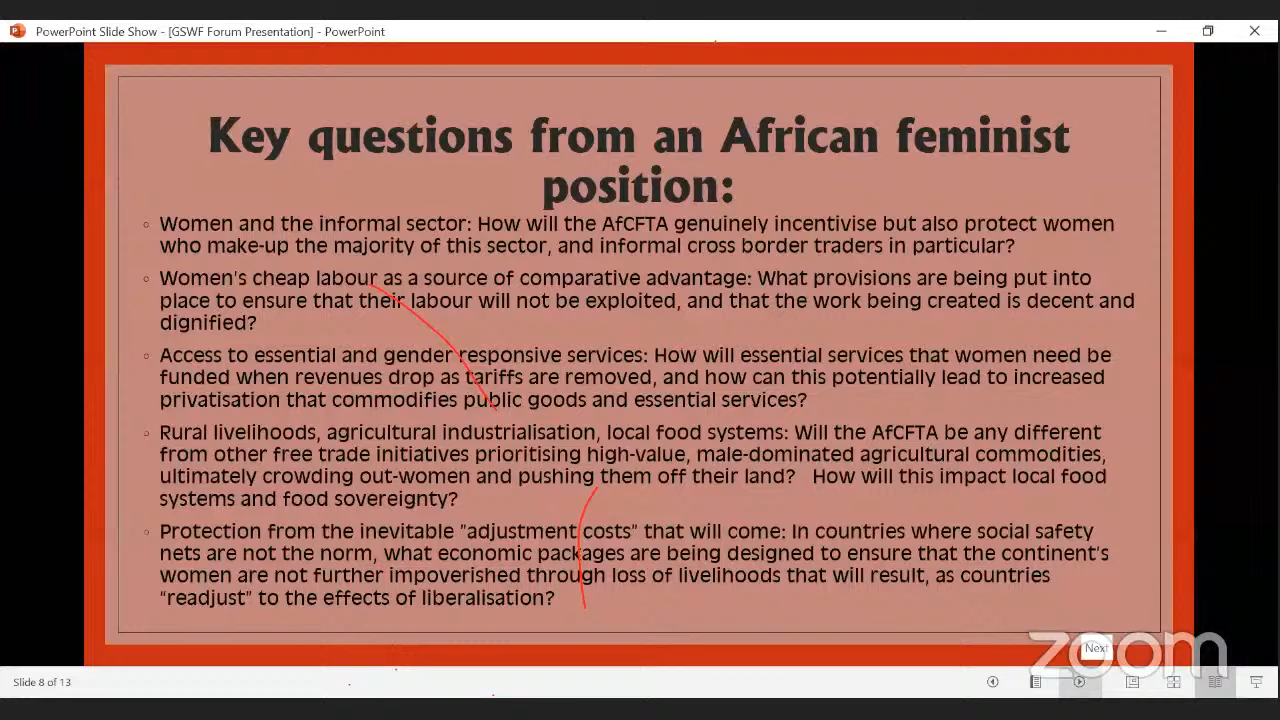 PowerPoint Slide Show - [GSWF Forum Presentation] - PowerPoint
Key questions from an African feminist
position:
◦ Women and the informal sector: How will the AfCFTA genuinely incentivise but also protect women
who make-up the majority of this sector, and informal cross border traders in particular?
◦ Women's cheap labour as a source of comparative advantage: What provisions are being put into
place to ensure that their labour will not be exploited, and that the work being created is decent and
dignified?
◦ Access to essential and gender responsive services: How will essential services that women need be
funded when revenues drop as tariffs are removed, and how can this potentially lead to increased
privatisation that commodifies public goods and essential services?
◦ Rural livelihoods, agricultural industrialisation, local food systems: Will the AfCFTA be any different
from other free trade initiatives prioritising high-value, male-dominated agricultural commodities,
ultimately crowding out-women and pushing them off their land? How will this impact local food
systems and food sovereignty?
◦ Protection from the inevitable "adjustment costs" that will come: In countries where social safety
nets are not the norm, what economic packages are being designed to ensure that the continent's
women are not further impoverished through loss of livelihoods that will result, as countries
"readjust" to the effects of liberalisation?
Next
zoom
Slide 8 of 13